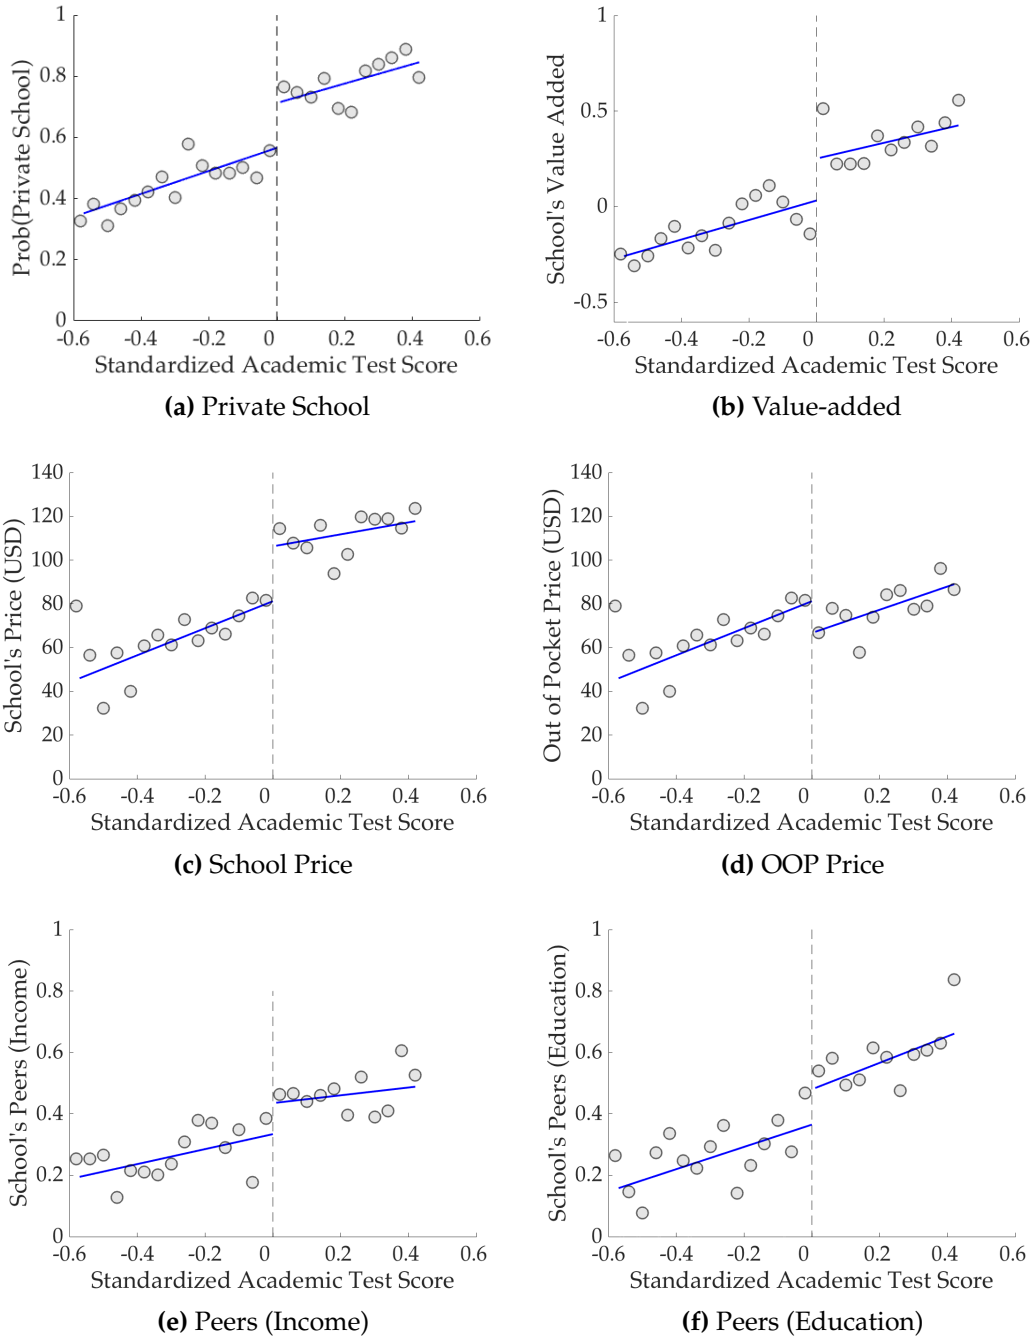 1
0.8
0.6
0.4
0.2
0
-0.6 -0.4 -0.2 0 0.2 0.4 0.6
Prob(Private School)
Standardized Academic Test Score
(a) Private School
1
0.5
0
-0.5
-0.6 -0.4 -0.2 0 0.2 0.4 0.6
School's Value Added
Standardized Academic Test Score
(b) Value-added
140
120
100
80
60
40
20
0
-0.6 -0.4 -0.2 0 0.2 0.4 0.6
School's Price (USD)
Standardized Academic Test Score
(c) School Price
140
120
100
80
60
40
20
0
-0.6 -0.4 -0.2 0 0.2 0.4 0.6
Out of Pocket Price (USD)
Standardized Academic Test Score
(d) OOP Price
1
0.8
0.6
0.4
0.2
0
-0.6 -0.4 -0.2 0 0.2 0.4 0.6
School's Peers (Income)
Standardized Academic Test Score
(e) Peers (Income)
1
0.8
0.6
0.4
0.2
0
-0.6 -0.4 -0.2 0 0.2 0.4 0.6
School's Peers (Education)
Standardized Academic Test Score
(f) Peers (Education)